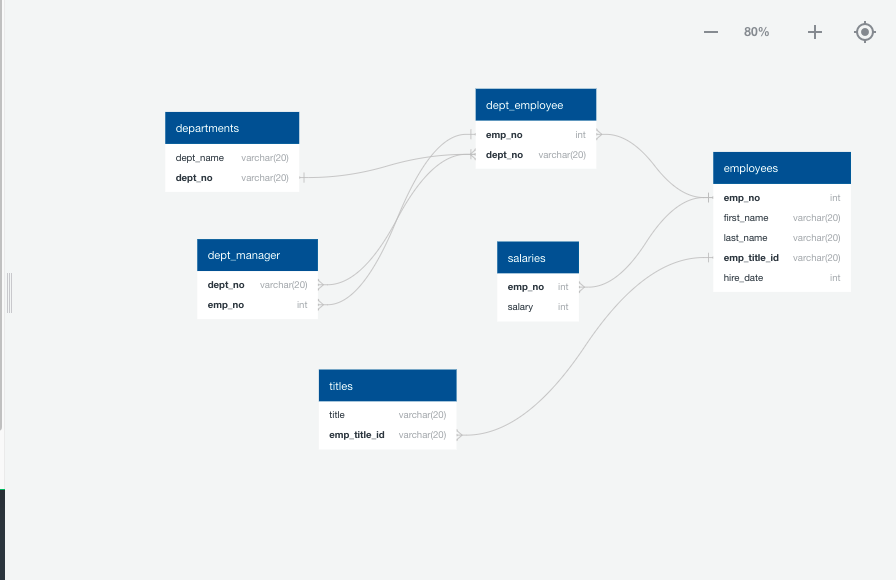 80%
departments
dept_name varchar(20)
dept_no varchar(20)
dept_employee
emp_no int
dept_no varchar(20)
employees
emp_no int
first_name varchar(20)
last_name varchar(20)
emp_title_id varchar(20)
hire_date int
dept_manager
dept_no varchar(20)
emp_no int
salaries
emp_no int
salary int
titles
title varchar(20)
emp_title_id varchar(20)